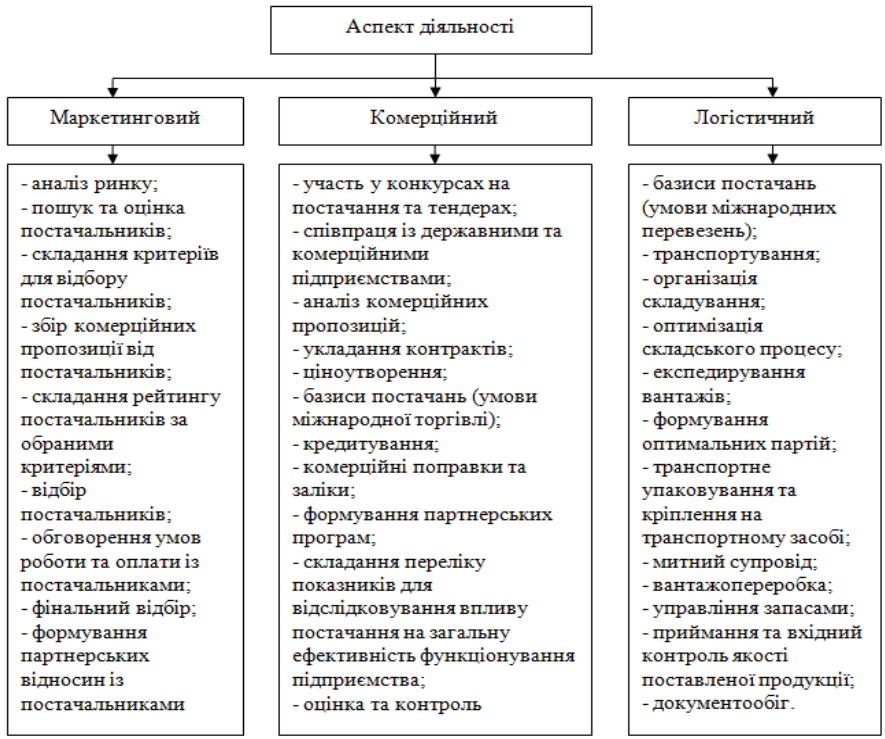 Аспект діяльності
Маркетинговий
Комерційний
Логістичний
- аналіз ринку;
- пошук та оцінка
постачальників;
- складання критеріїв
для відбору
постачальників;
- збір комерційних
пропозиції від
постачальників;
- складання рейтингу
постачальників за
обраними
критеріями;
- відбір
постачальників;
- обговорення умов
роботи та оплати із
постачальниками;
- фінальний відбір;
- формування
партнерських
відносин із
постачальниками
- участь у конкурсах на
постачання та тендерах;
- співпраця із державними та
комерційними
підприємствами;
- аналіз комерційних
пропозицій;
- укладання контрактів;
- ціноутворення;
- базиси постачань (умови
міжнародної торгівлі);
- кредитування;
- комерційні поправки та
заліки;
- формування партнерських
програм;
- складання переліку
показників для
відслідковування впливу
постачання на загальну
ефективність функціонування
підприємства;
- оцінка та контроль
- базиси постачань
(умови міжнародних
перевезень);
- транспортування;
- організація
складування;
- оптимізація
складського процесу;
- експедирування
вантажів;
- формування
оптимальних партій;
- транспортне
упаковування та
кріплення на
транспортному засобі;
- митний супровід;
- вантажопереробка;
- управління запасами;
- приймання та вхідний
контроль якості
поставленої продукції;
- документообіг.